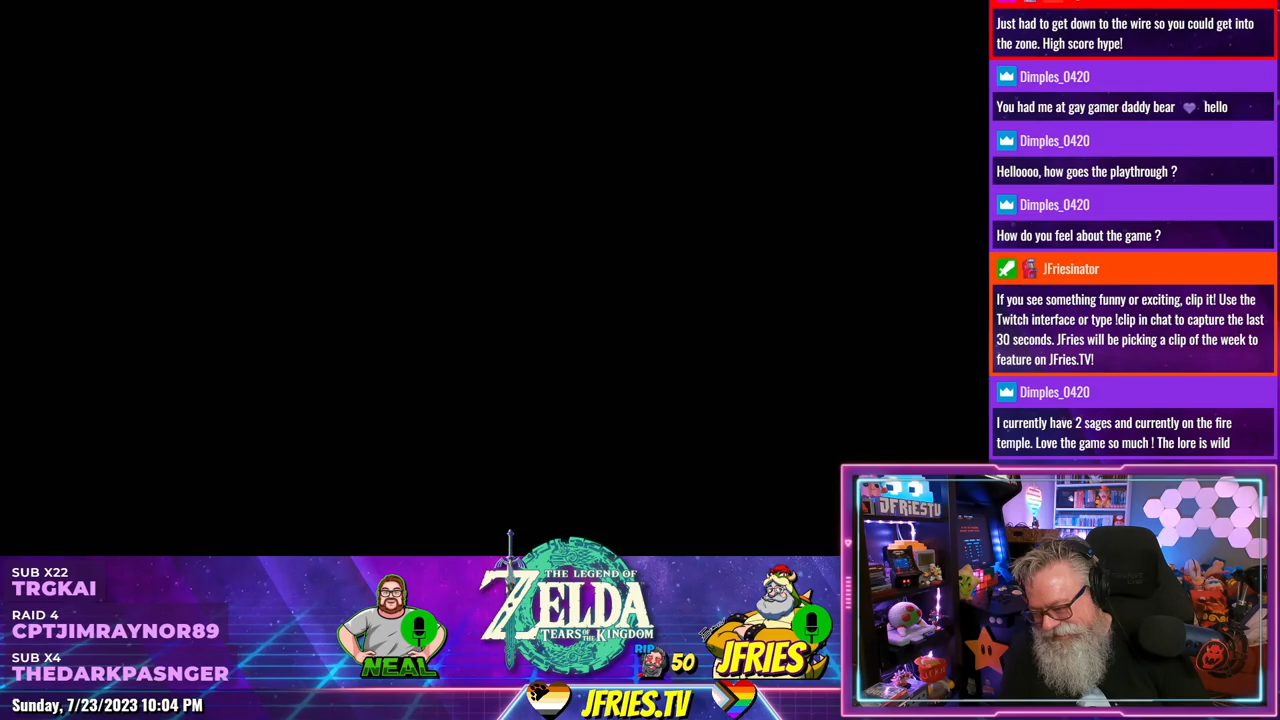 Just had to get down to the wire so you could get into
the zone. High score hype!
Dimples_0420
You had me at gay gamer daddy bear hello
Dimples_0420
Helloooo, how goes the playthrough ?
Dimples_0420
How do you feel about the game ?
JFriesinator
If you see something funny or exciting, clip it! Use the
Twitch interface or type !clip in chat to capture the last
30 seconds. JFries will be picking a clip of the week to
feature on JFries.TV!
Dimples_0420
I currently have 2 sages and currently on the fire
temple. Love the game so much ! The lore is wild
JFRIESTV
SUB X22
TRGKAI
RAID 4
CPTJIMRAYNOR89
SUB X4
THEDARKPASNGER
Sunday, 7/23/2023 10:04 PM
NEAL
THE LEGEND OF
ZELDA
TEARS OF THE KINGDOM
RIP
50
JFRIES
JFRIES.TV